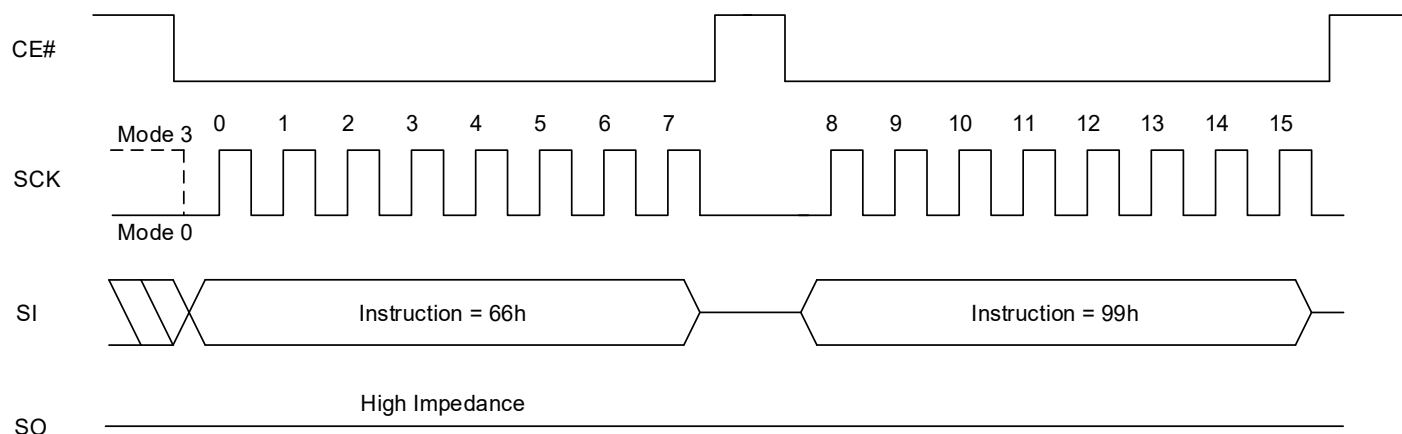 CE#
Mode 3
0 1 2 3 4 5 6 7 8 9 10 11 12 13 14 15
SCK
Mode 0
SI
Instruction = 66h
Instruction = 99h
High Impedance
SO